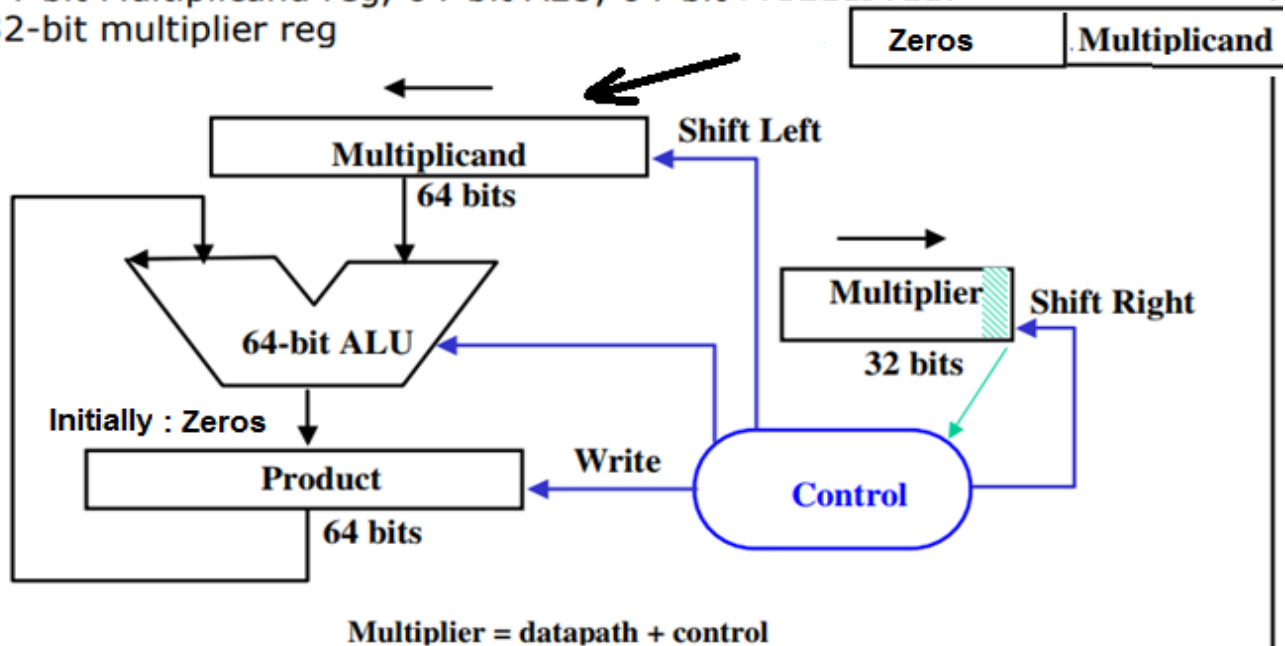 32-bit multiplier reg
Zeros
Multiplicand
Shift Left
Multiplicand
64 bits
Multiplier
Shift Right
64-bit ALU
32 bits
Initially : Zeros
Write
Product
Control
64 bits
Multiplier = datapath + control